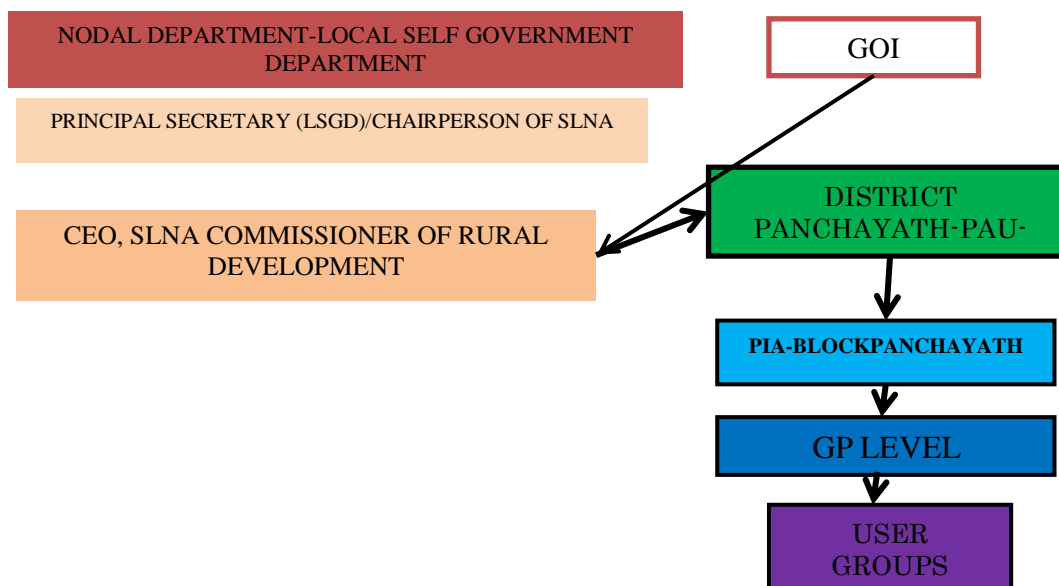 NODAL DEPARTMENT-LOCAL SELF GOVERNMENT
DEPARTMENT
GOI
PRINCIPAL SECRETARY (LSGD)/CHAIRPERSON OF SLNA
DISTRICT
PANCHAYATH-PAU-
CEO, SLNA COMMISSIONER OF RURAL
DEVELOPMENT
PIA-BLOCKPANCHAYATH
GP LEVEL
USER
GROUPS